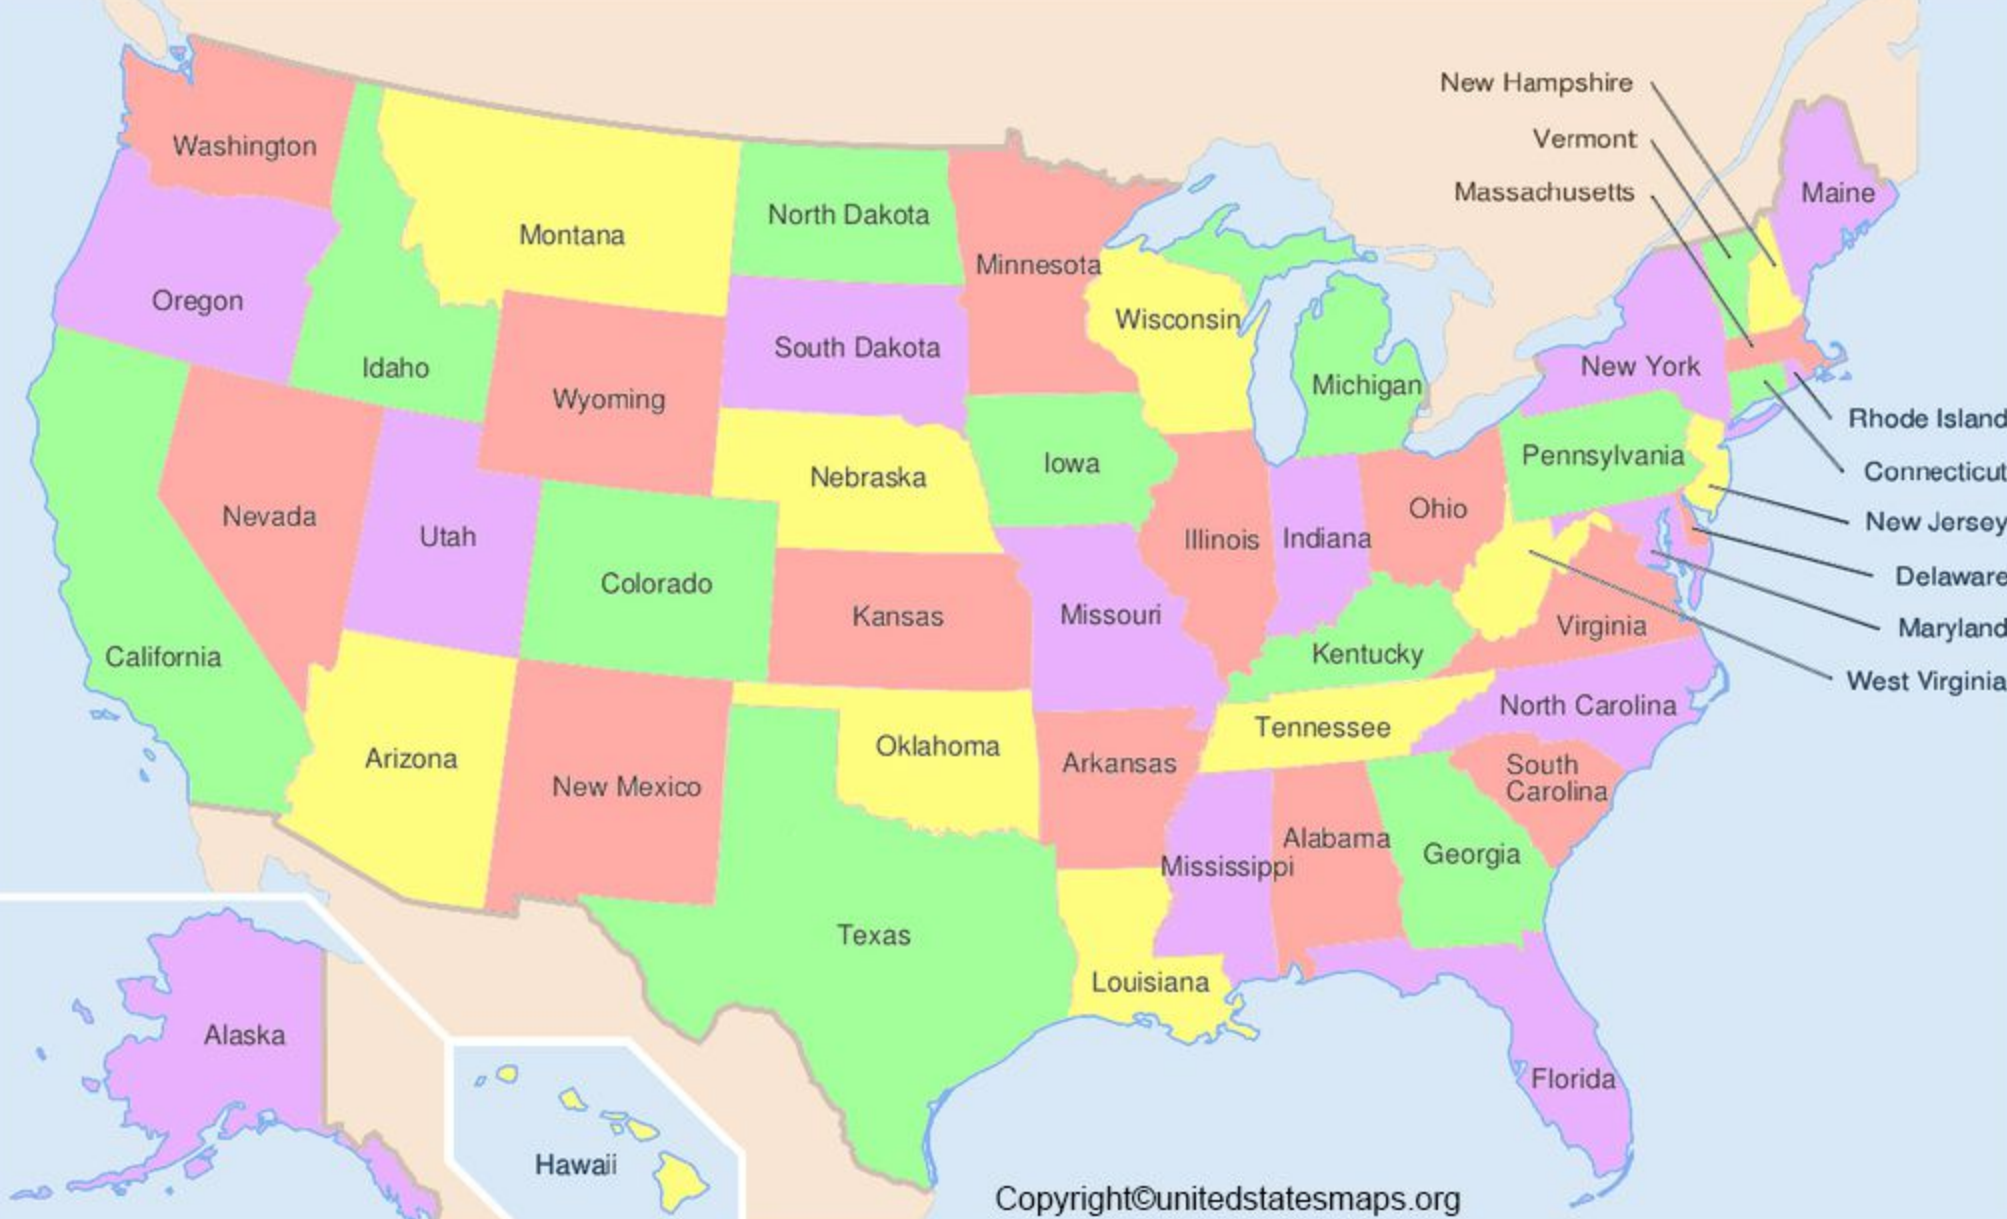 New Hampshire
Vermont
Massachusetts
Maine
Washington
Montana
North Dakota
Minnesota
Oregon
Idaho
Wyoming
South Dakota
Wisconsin
Michigan
New York
Rhode Island
Connecticut
Nevada
Utah
Colorado
Nebraska
Iowa
Illinois
Indiana
Ohio
Pennsylvania
New Jersey
Delaware
Maryland
West Virginia
California
Kansas
Missouri
Kentucky
Virginia
Arizona
New Mexico
Oklahoma
Arkansas
Tennessee
North Carolina
South
Carolina
Texas
Louisiana
Mississippi
Alabama
Georgia
Florida
Alaska
Hawaii
Copyright©unitedstatesmaps.org